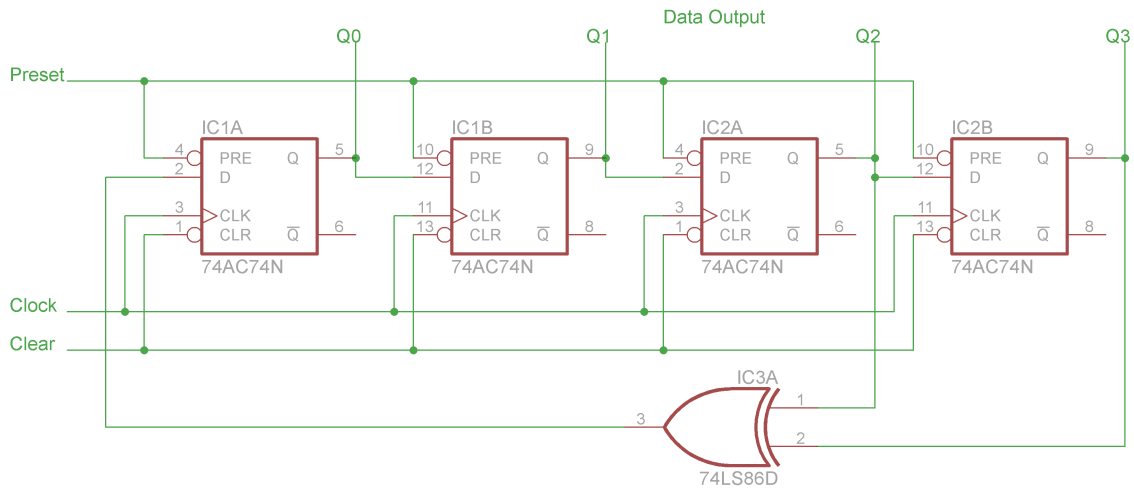 Data Output
Q0 Q1 Q2 Q3
Preset
IC1A IC1B IC2A IC2B
4 PRE Q 5 10 PRE Q 9 4 PRE Q 5 10 PRE Q 9
2 D 12 D 2 D 12 D
3 CLK 11 CLK 3 CLK 11 CLK
1 CLR Q 6 13 CLR Q 8 1 CLR Q 6 13 CLR Q 8
74AC74N 74AC74N 74AC74N 74AC74N
Clock
Clear
IC3A
1
3
2
74LS86D